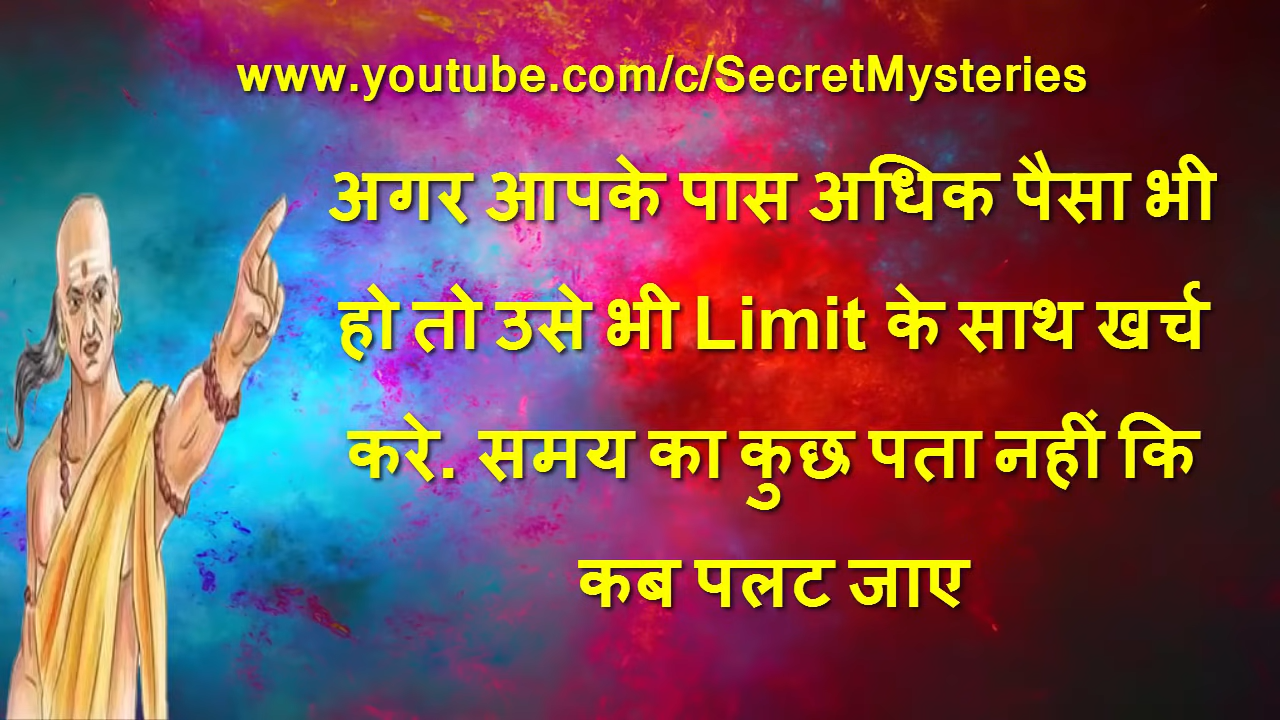 www.youtube.com/c/SecretMysteries
अगर आपके पास अधिक पैसा भी
हो तो उसे भी Limit के साथ खर्च
करे. समय का कुछ पता नहीं कि
कब पलट जाए